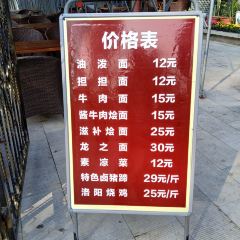 价格表
油泼面 12元
担担面 12元
牛肉面 15元
酱牛肉烩面 15元
滋补烩面 25元
龙之面 30元
素凉菜 12元
特色卤猪蹄 29元/斤
洛阳烧鸡 25元/斤